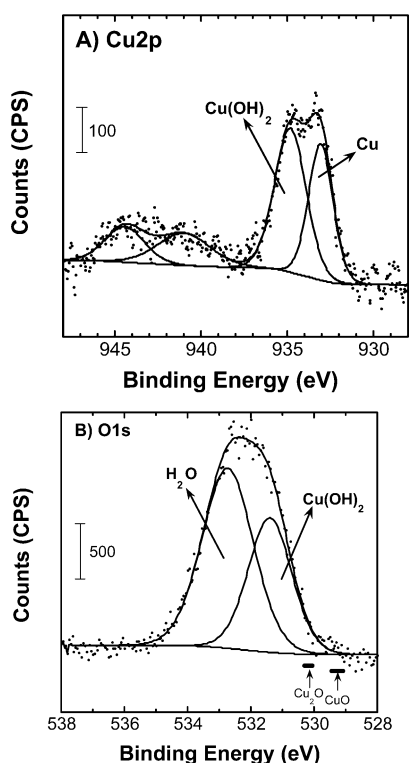 A) Cu2p
Cu(OH)2
Cu
100
Counts (CPS)
945 940 935 930
Binding Energy (eV)
B) O1s
H2O
Cu(OH)2
500
Counts (CPS)
Cu2O CuO
538 536 534 532 530 528
Binding Energy (eV)